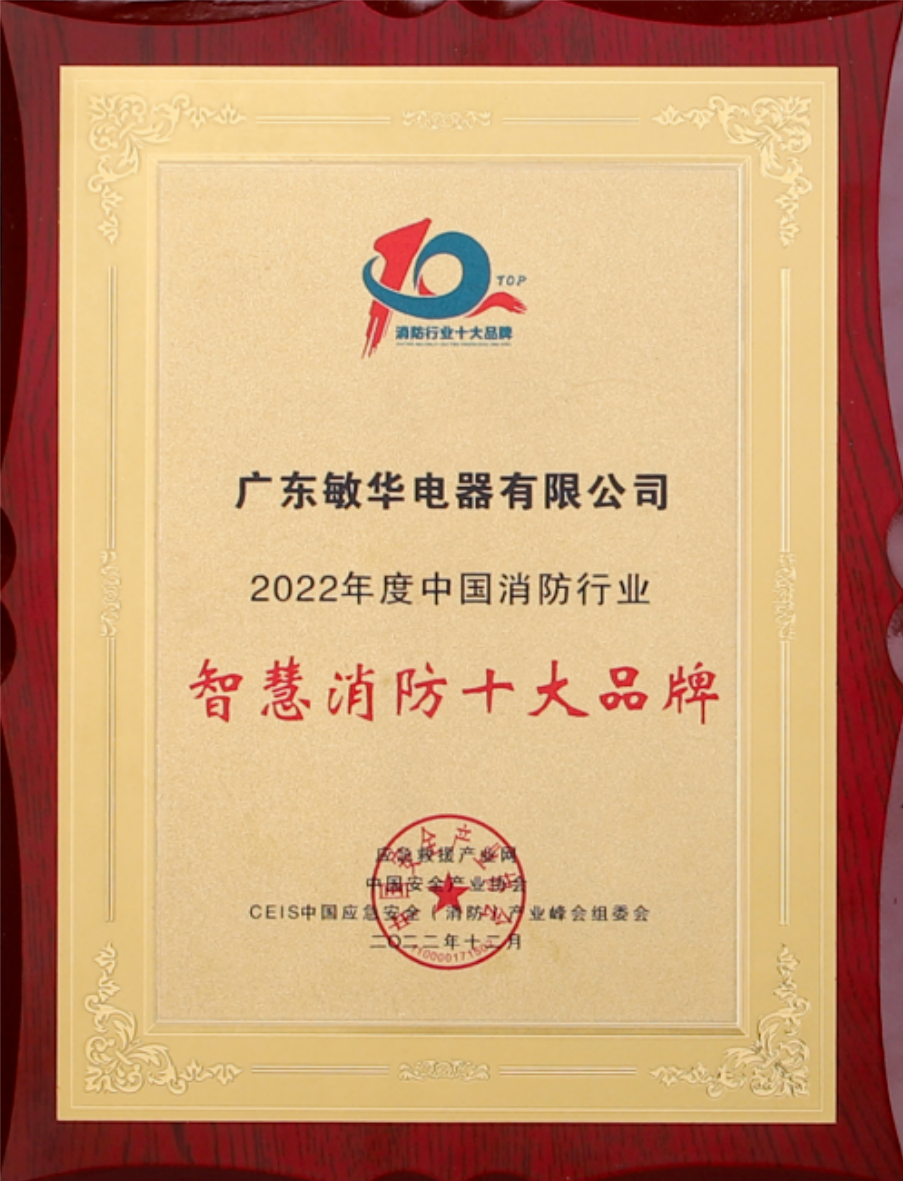 TOP
消防行业十大品牌
广东敏华电器有限公司
2022年度中国消防行业
智慧消防十大品牌
应急救援产业网
中国安全产业协会
CEIS中国应急安全(消防)产业峰会组委会
二〇二二年十二月